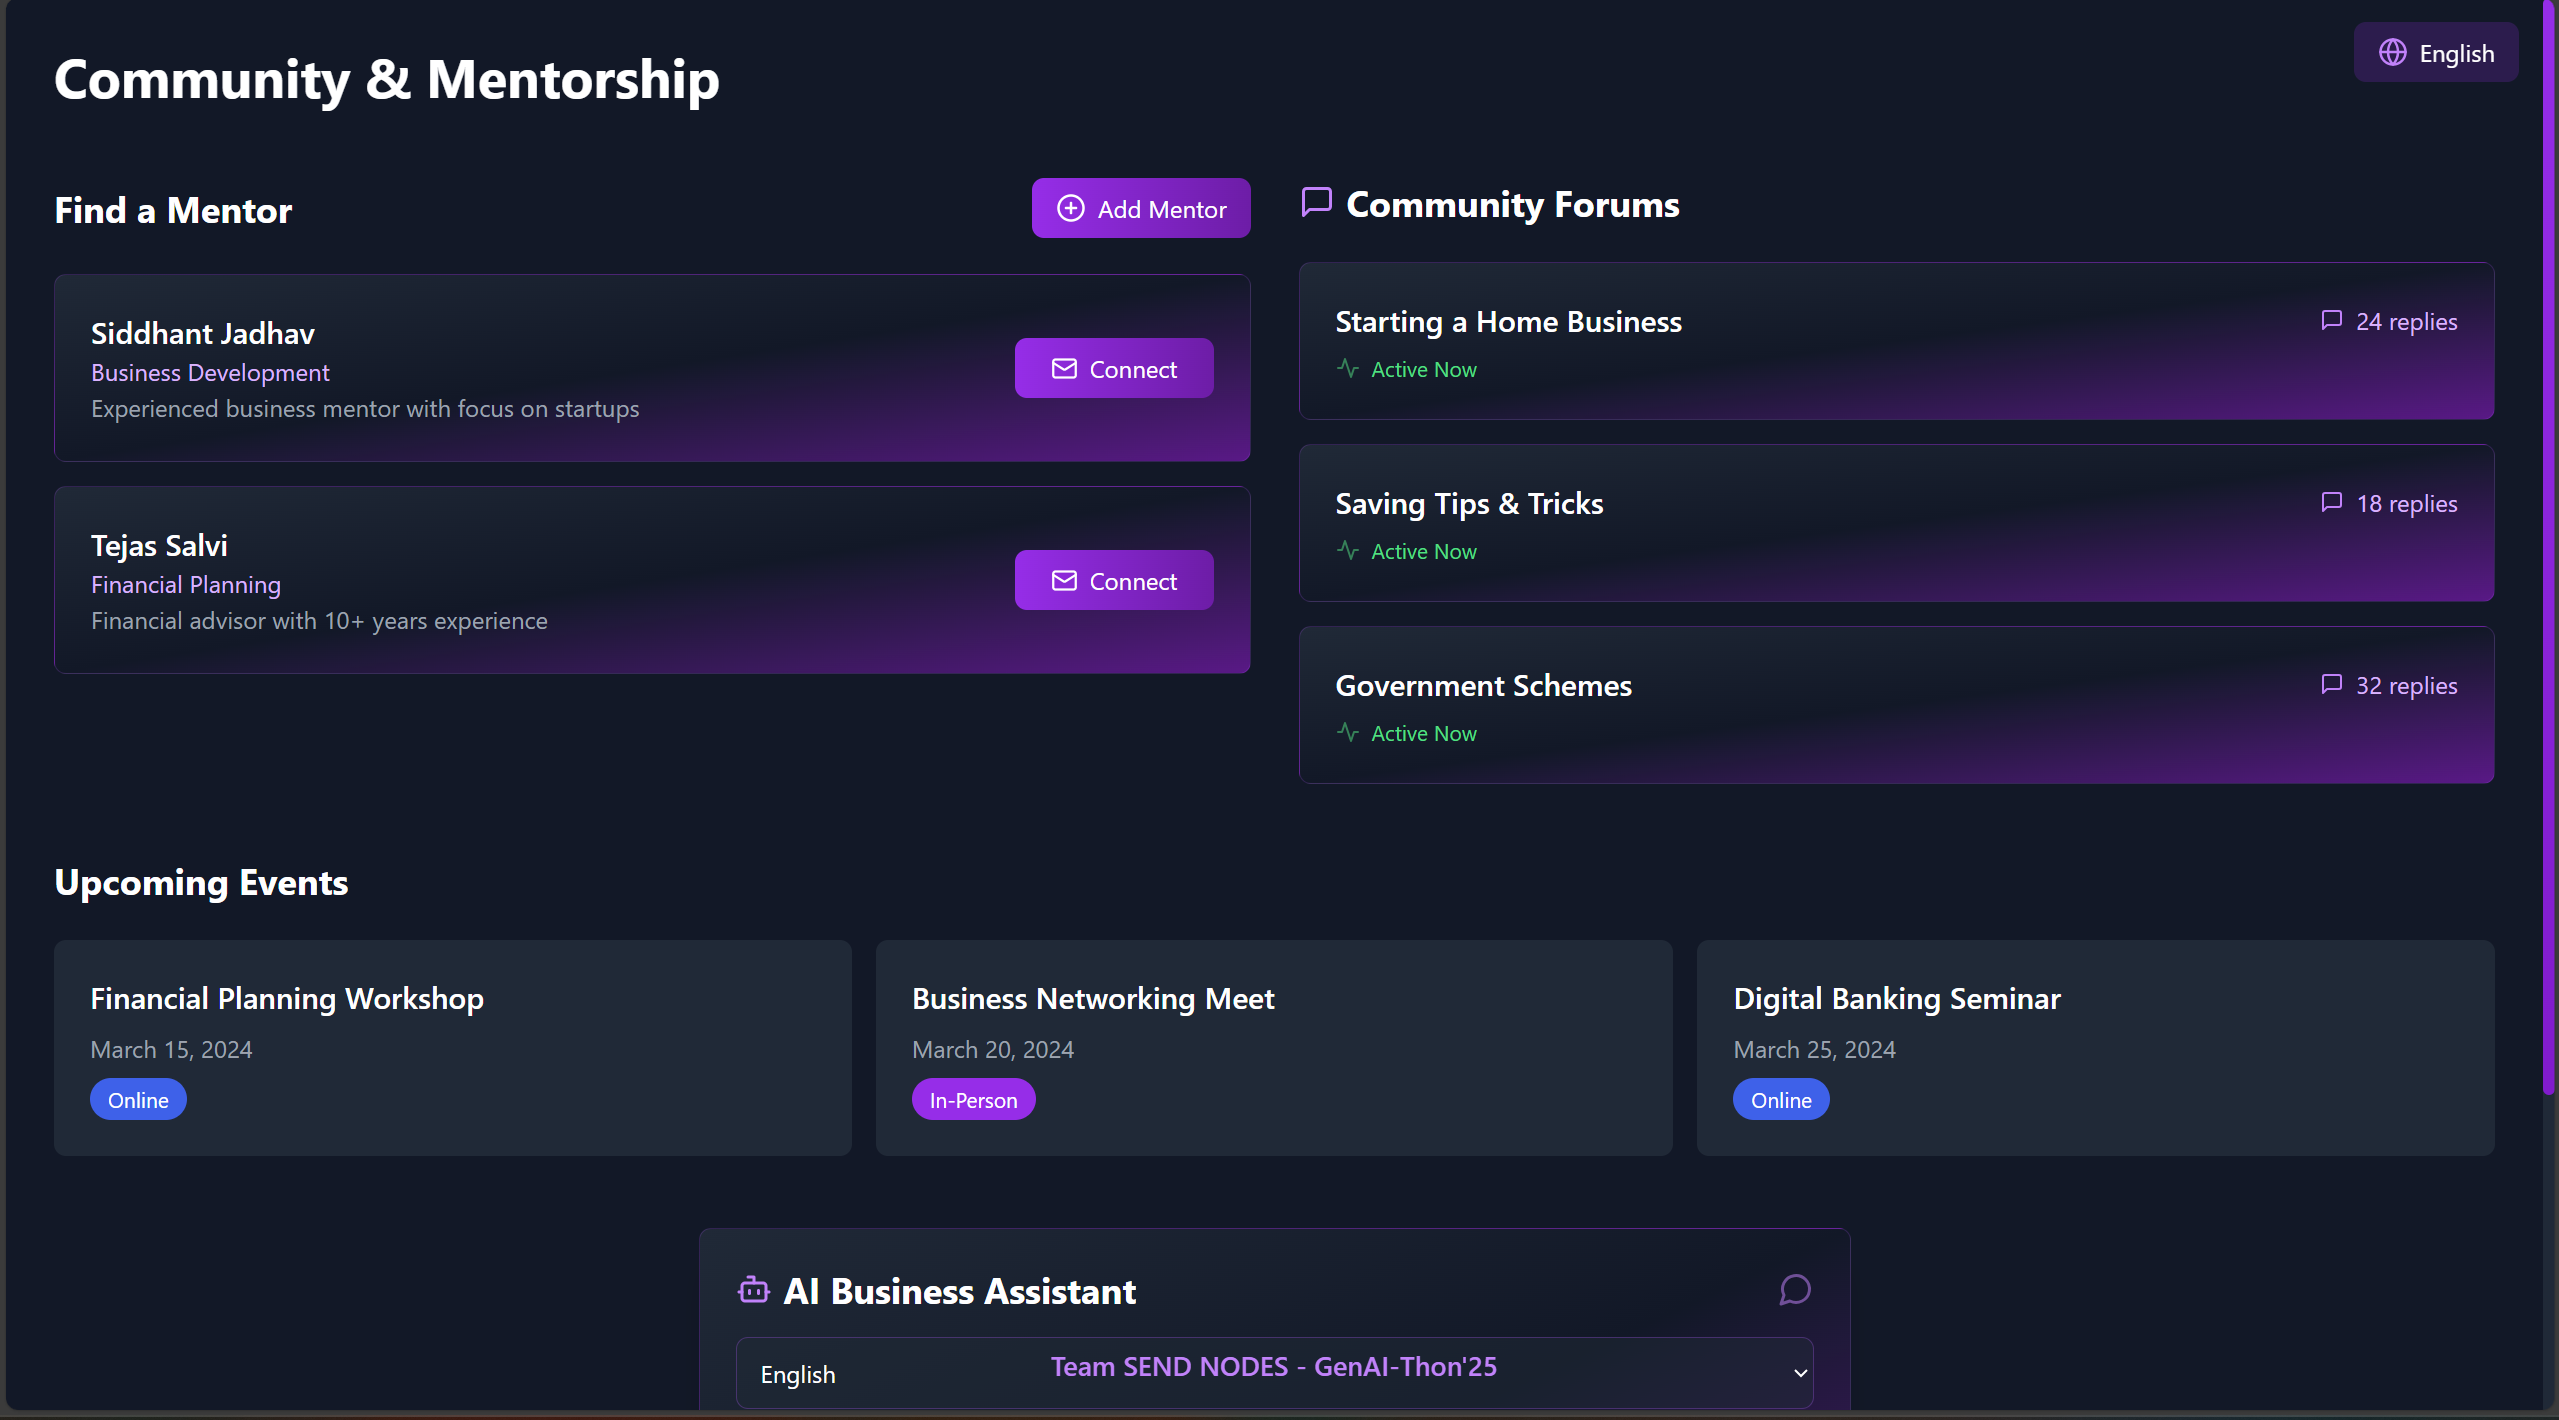 Community & Mentorship
English
Find a Mentor
Add Mentor
Siddhant Jadhav
Business Development
Experienced business mentor with focus on startups
Connect
Tejas Salvi
Financial Planning
Financial advisor with 10+ years experience
Connect
Community Forums
Starting a Home Business
24 replies
Active Now
Saving Tips & Tricks
18 replies
Active Now
Government Schemes
32 replies
Active Now
Upcoming Events
Financial Planning Workshop
March 15, 2024
Online
Business Networking Meet
March 20, 2024
In-Person
Digital Banking Seminar
March 25, 2024
Online
AI Business Assistant
English
Team SEND NODES - GenAI-Thon'25